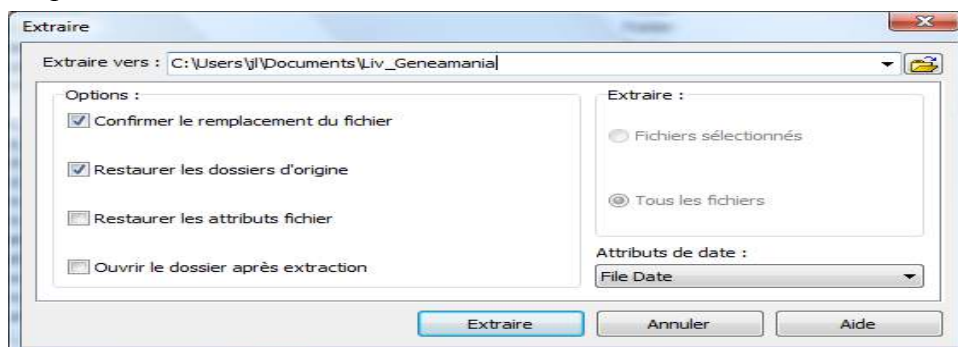 Extraire
Extraire vers : C:\Users\jl\Documents\Liv_Geneamania
Options :
Confirmer le remplacement du fichier
Restaurer les dossiers d'origine
Restaurer les attributs fichier
Ouvrir le dossier après extraction
Extraire :
Fichiers sélectionnés
Tous les fichiers
Attributs de date :
File Date
Extraire
Annuler
Aide